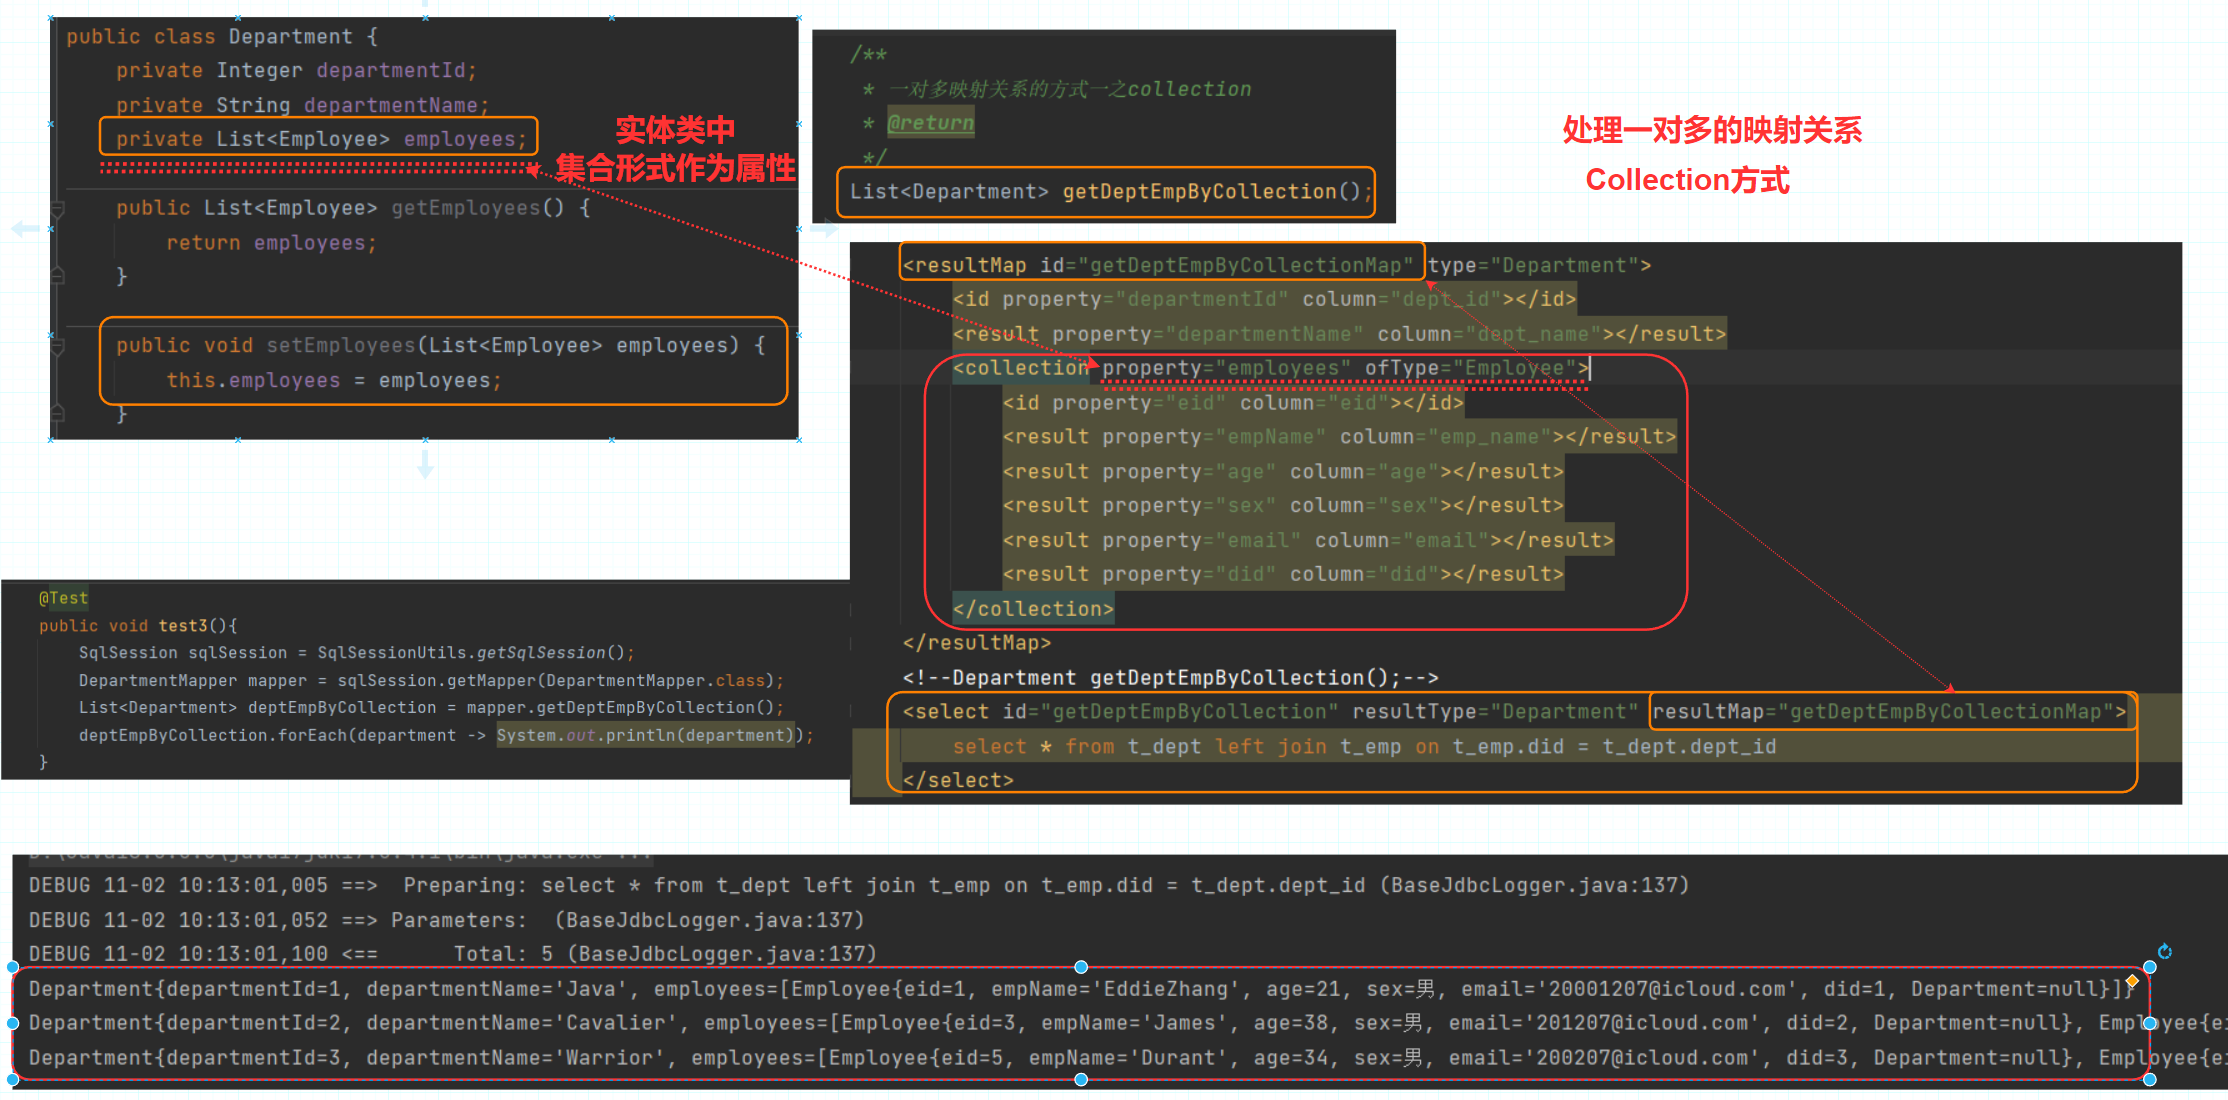 public class Department {
private Integer departmentId;
private String departmentName;
private List<Employee> employees;
public List<Employee> getEmployees() {
return employees;
}
public void setEmployees(List<Employee> employees) {
this.employees = employees;
}
实体类中
集合形式作为属性
/**
* 一对多映射关系的方式一之collection
* @return
*/
List<Department> getDeptEmpByCollection();
处理一对多的映射关系
Collection方式
<resultMap id="getDeptEmpByCollectionMap" type="Department">
<id property="departmentId" column="dept_id"></id>
<result property="departmentName" column="dept_name"></result>
<collection property="employees" ofType="Employee">
<id property="eid" column="eid"></id>
<result property="empName" column="emp_name"></result>
<result property="age" column="age"></result>
<result property="sex" column="sex"></result>
<result property="email" column="email"></result>
<result property="did" column="did"></result>
</collection>
</resultMap>
<!--Department getDeptEmpByCollection();-->
<select id="getDeptEmpByCollection" resultType="Department" resultMap="getDeptEmpByCollectionMap">
select * from t_dept left join t_emp on t_emp.did = t_dept.dept_id
</select>
@Test
public void test3(){
SqlSession sqlSession = SqlSessionUtils.getSqlSession();
DepartmentMapper mapper = sqlSession.getMapper(DepartmentMapper.class);
List<Department> deptEmpByCollection = mapper.getDeptEmpByCollection();
deptEmpByCollection.forEach(department -> System.out.println(department));
}
DEBUG 11-02 10:13:01,005 ==>  Preparing: select * from t_dept left join t_emp on t_emp.did = t_dept.dept_id (BaseJdbcLogger.java:137)
DEBUG 11-02 10:13:01,052 ==> Parameters:  (BaseJdbcLogger.java:137)
DEBUG 11-02 10:13:01,100 <==      Total: 5 (BaseJdbcLogger.java:137)
Department{departmentId=1, departmentName='Java', employees=[Employee{eid=1, empName='EddieZhang', age=21, sex=男, email='20001207@icloud.com', did=1, Department=null}]}
Department{departmentId=2, departmentName='Cavalier', employees=[Employee{eid=3, empName='James', age=38, sex=男, email='201207@icloud.com', did=2, Department=null}, Employee{ei
Department{departmentId=3, departmentName='Warrior', employees=[Employee{eid=5, empName='Durant', age=34, sex=男, email='200207@icloud.com', did=3, Department=null}, Employee{ei